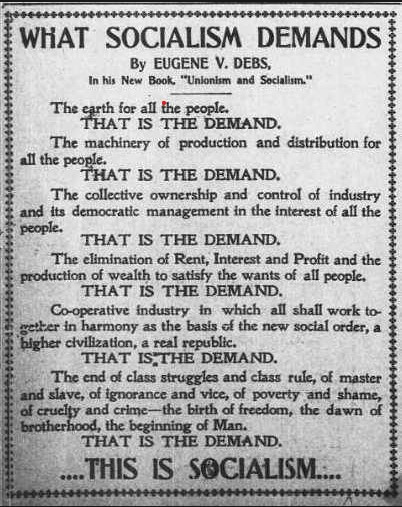 WHAT SOCIALISM DEMANDS
By EUGENE V. DEBS,
In his New Book, "Unionism and Socialism."
The earth for all the people.
THAT IS THE DEMAND.
The machinery of production and distribution for
all the people.
THAT IS THE DEMAND.
The collective ownership and control of industry
and its democratic management in the interest of all the
people.
THAT IS THE DEMAND.
The elimination of Rent, Interest and Profit and the
production of wealth to satisfy the wants of all people.
THAT IS THE DEMAND.
Co-operative industry in which all shall work to-
gether in harmony as the basis of the new social order, a
higher civilization, a real republic.
THAT IS THE DEMAND.
The end of class struggles and class rule, of master
and slave, of ignorance and vice, of poverty and shame,
of cruelty and crime—the birth of freedom, the dawn of
brotherhood, the beginning of Man.
THAT IS THE DEMAND.
....THIS IS SOCIALISM....